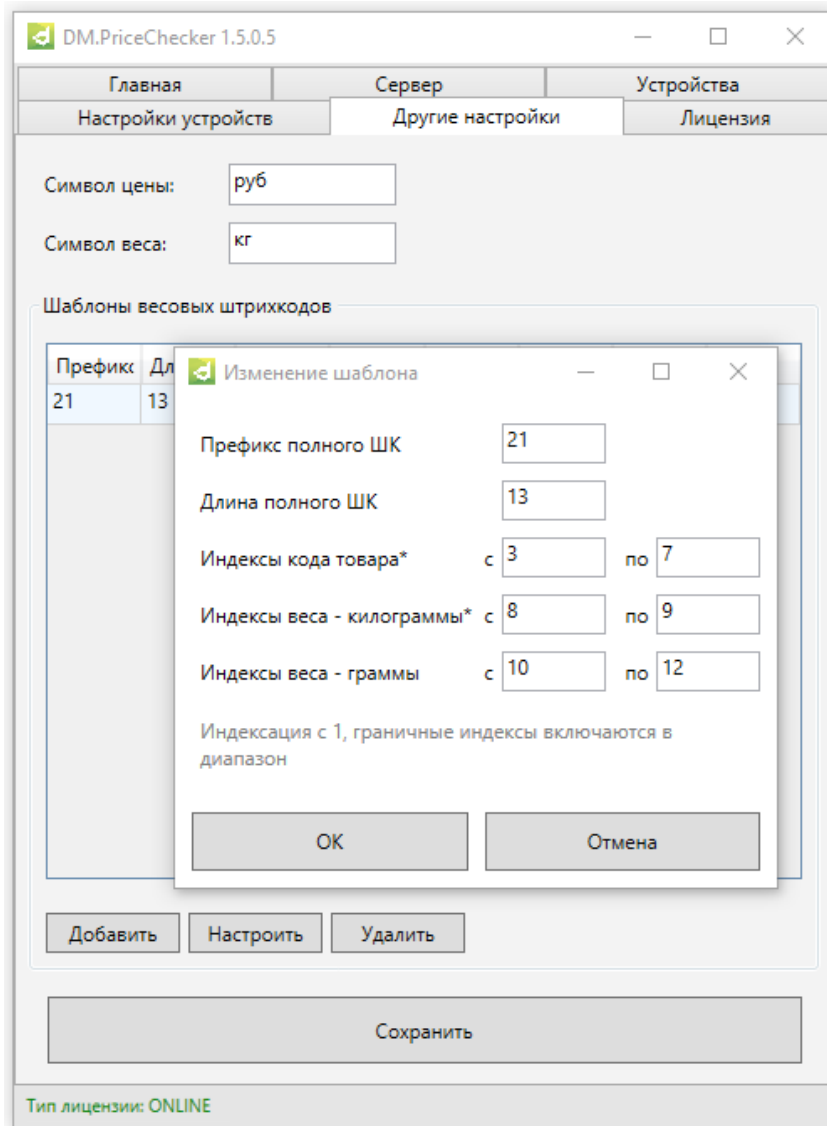 DM.PriceChecker 1.5.0.5
Главная Сервер Устройства
Настройки устройств Другие настройки Лицензия
Символ цены: руб
Символ веса: кг
Шаблоны весовых штрихкодов
Префикс Дл
21 13
Изменение шаблона
Префикс полного ШК 21
Длина полного ШК 13
Индексы кода товара* с 3 по 7
Индексы веса - килограммы* с 8 по 9
Индексы веса - граммы с 10 по 12
Индексация с 1, граничные индексы включаются в
диапазон
ОК Отмена
Добавить Настроить Удалить
Сохранить
Тип лицензии: ONLINE